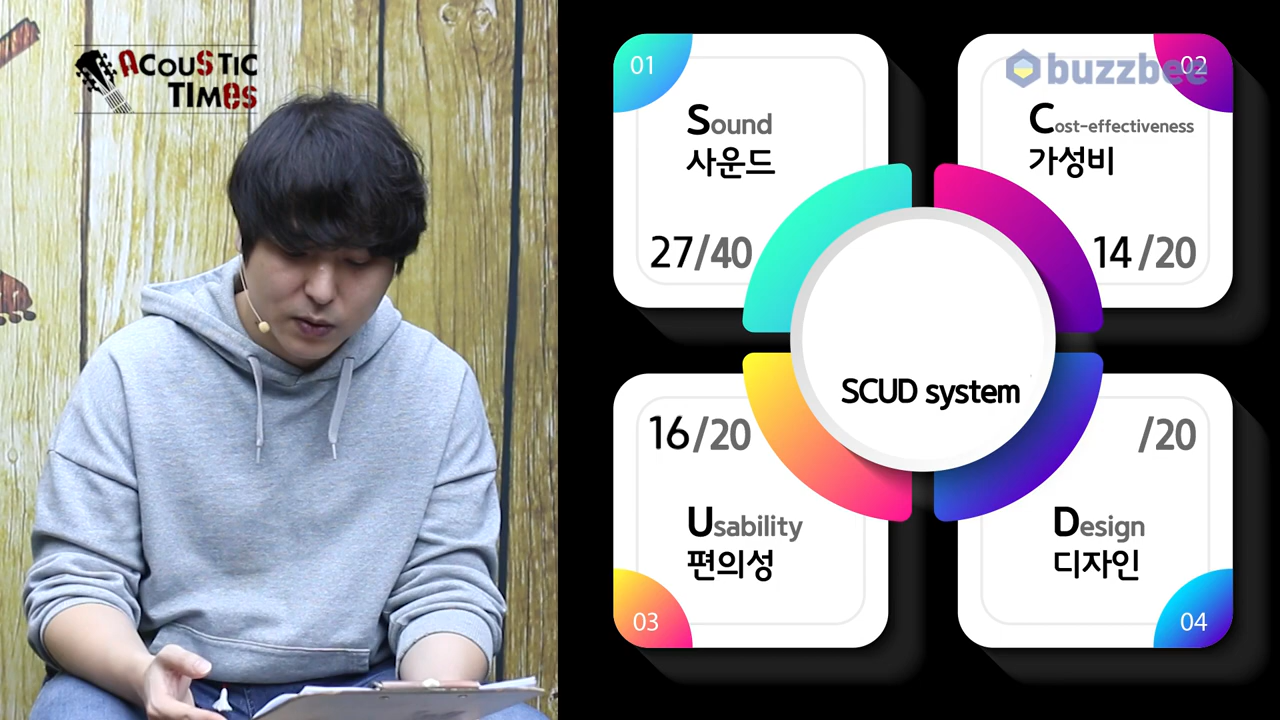 ACOUSTIC
TIMES
01
Sound
사운드
27/40
buzzbee
02
Cost-effectiveness
가성비
14/20
SCUD system
16/20
Usability
편의성
03
/20
Design
디자인
04